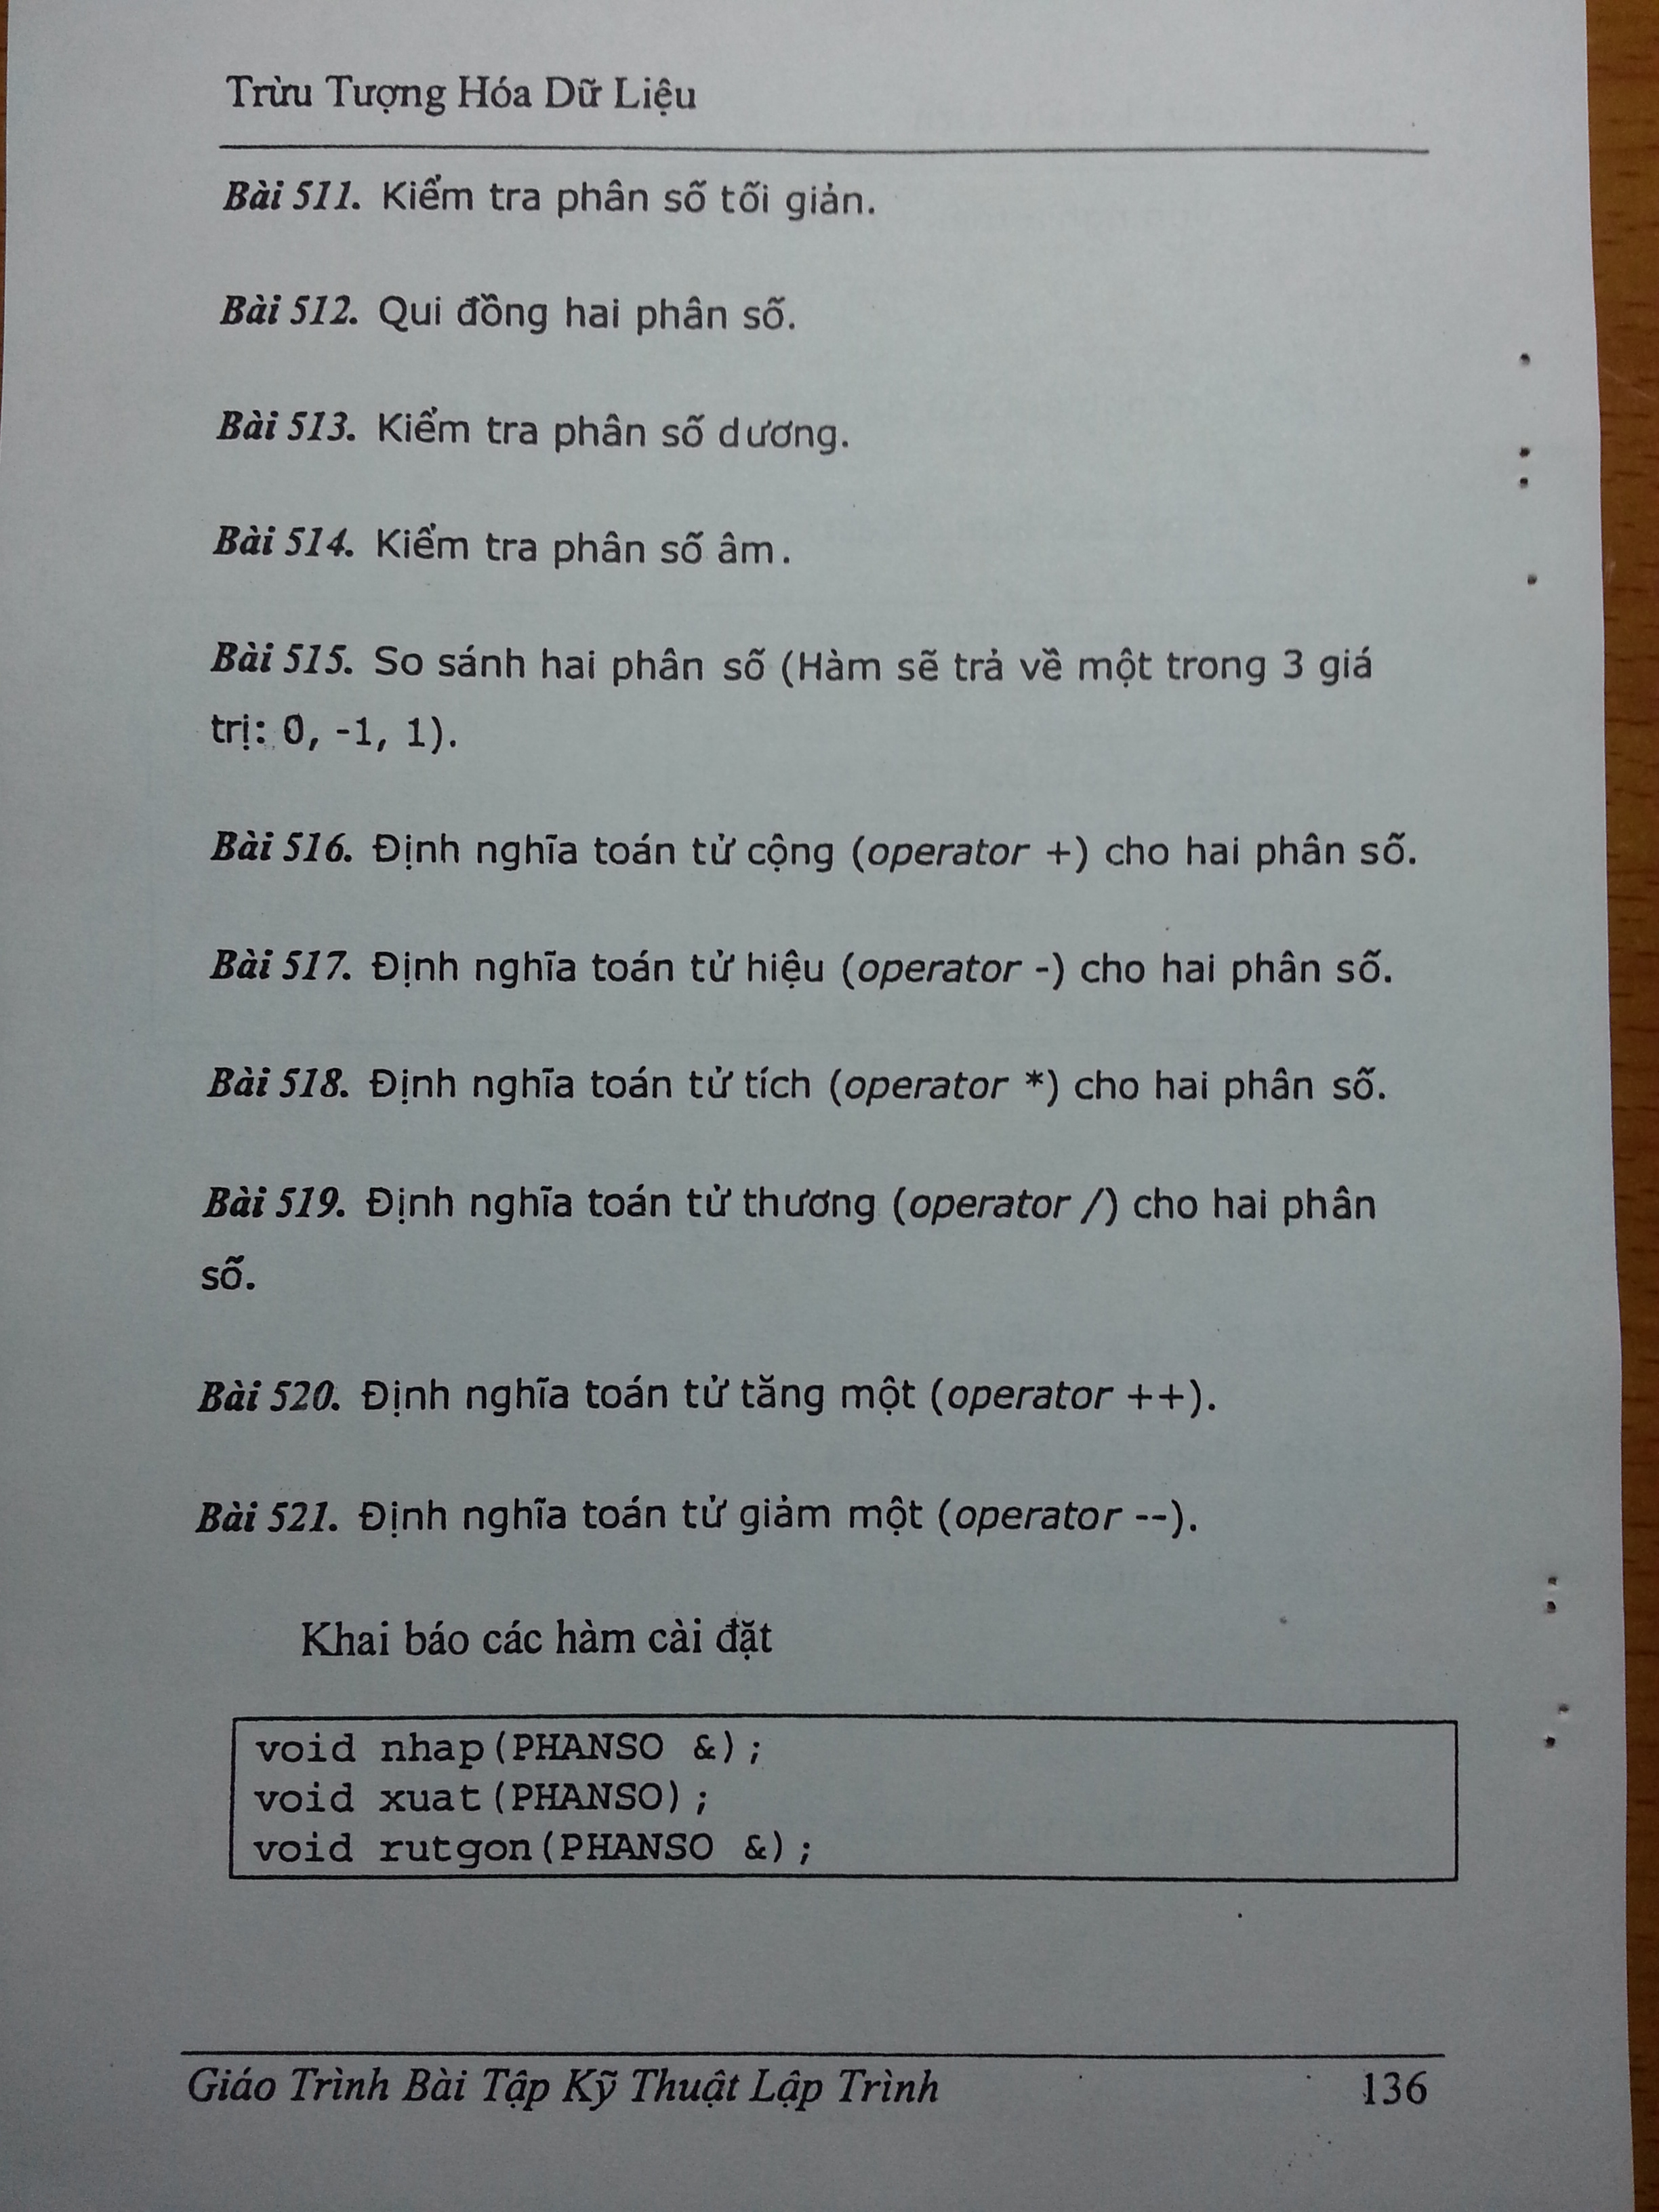 Trừu Tượng Hóa Dữ Liệu
Bài 511. Kiểm tra phân số tối giản.
Bài 512. Qui đồng hai phân số.
Bài 513. Kiểm tra phân số dương.
Bài 514. Kiểm tra phân số âm.
Bài 515. So sánh hai phân số (Hàm sẽ trả về một trong 3 giá
trị: 0, -1, 1).
Bài 516. Định nghĩa toán tử cộng (operator +) cho hai phân số.
Bài 517. Định nghĩa toán tử hiệu (operator -) cho hai phân số.
Bài 518. Định nghĩa toán tử tích (operator *) cho hai phân số.
Bài 519. Định nghĩa toán tử thương (operator /) cho hai phân
số.
Bài 520. Định nghĩa toán tử tăng một (operator ++).
Bài 521. Định nghĩa toán tử giảm một (operator --).
Khai báo các hàm cài đặt
void nhap(PHANSO &);
void xuat(PHANSO);
void rutgon(PHANSO &);
Giáo Trình Bài Tập Kỹ Thuật Lập Trình 136